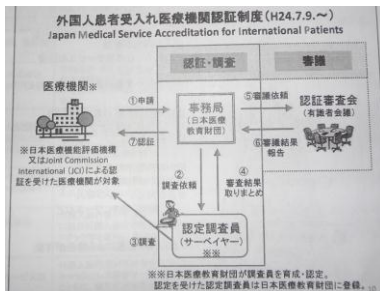 外国人患者受入れ医療機関認証制度(H24.7.9.～)
Japan Medical Service Accreditation for International Patients
認証・調査
審議
医療機関※
①申請
⑦認証
事務局
(日本医療
教育財団)
⑤審議依頼
⑥審議結果
報告
認証審査会
(有識者会議)
※日本医療機能評価機構
又はJoint Commission
International (JCI)による認
証を受けた医療機関が対象
②
調査依頼
④
審査結果
取りまとめ
③調査
認定調査員
(サーベイヤー)
※※
※※日本医療教育財団が調査員を育成・認定。
認定を受けた認定調査員は日本医療教育財団に登録。